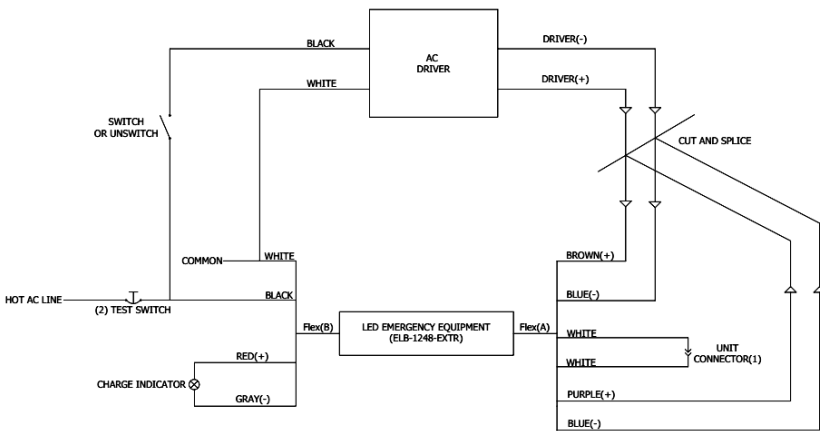 BLACK
AC
DRIVER
DRIVER(-)
WHITE
DRIVER(+)
SWITCH
OR UNSWITCH
CUT AND SPLICE
COMMON
WHITE
BROWN(+)
HOT AC LINE
(2) TEST SWITCH
BLACK
BLUE(-)
Flex(B)
LED EMERGENCY EQUIPMENT
(ELB-1248-EXTR)
Flex(A)
WHITE
UNIT
CONNECTOR(1)
RED(+)
WHITE
CHARGE INDICATOR
GRAY(-)
PURPLE(+)
BLUE(-)